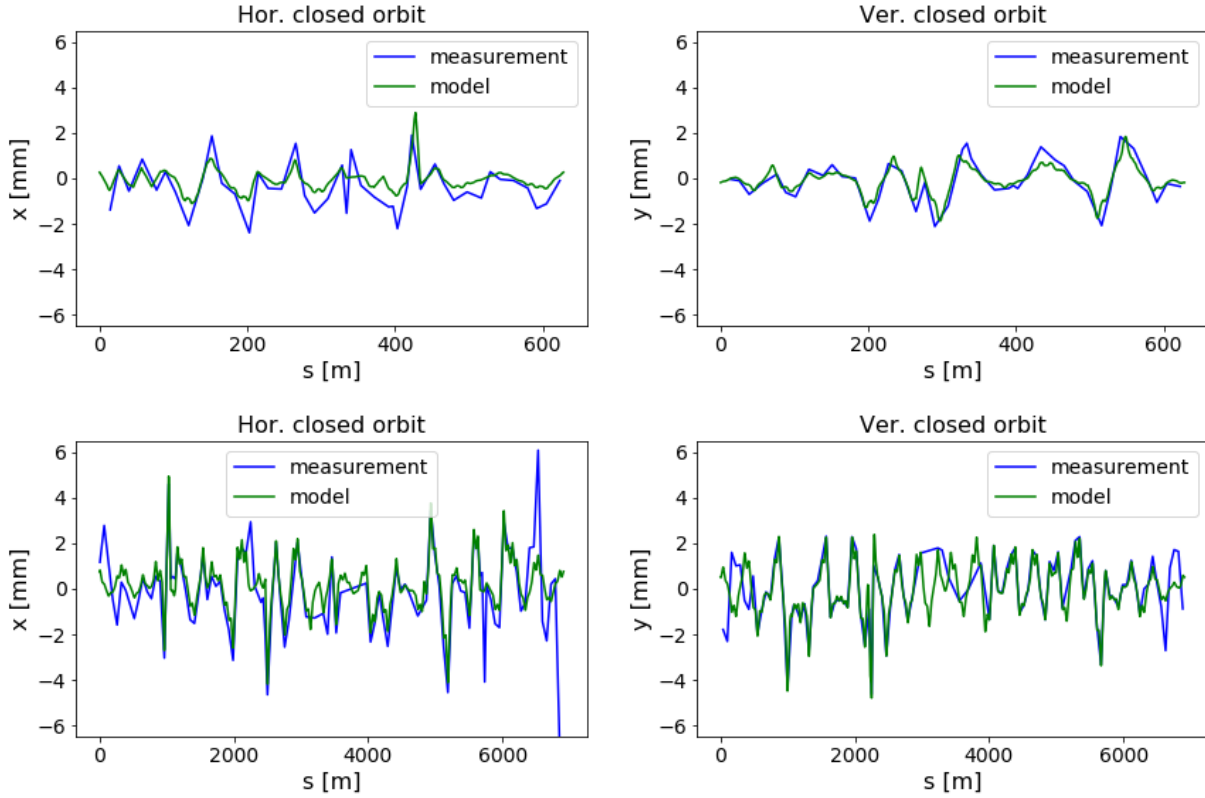 Hor. closed orbit
6
4
2
0
−2
−4
−6
x [mm]
measurement
model
0
200
400
600
s [m]
Ver. closed orbit
6
4
2
0
−2
−4
−6
y [mm]
measurement
model
0
200
400
600
s [m]
Hor. closed orbit
6
4
2
0
−2
−4
−6
x [mm]
measurement
model
0
2000
4000
6000
s [m]
Ver. closed orbit
6
4
2
0
−2
−4
−6
y [mm]
measurement
model
0
2000
4000
6000
s [m]